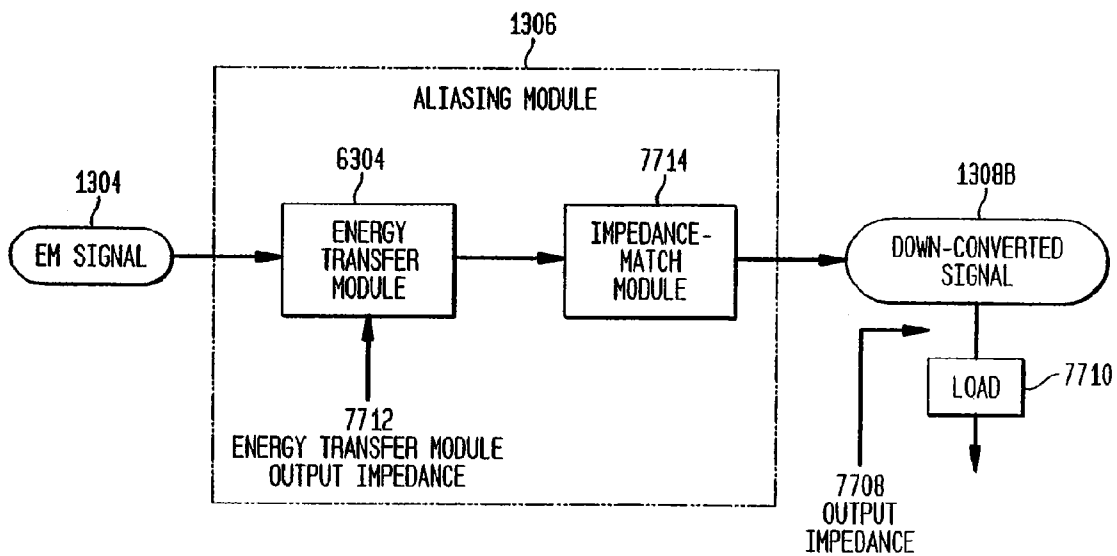 1306
ALIASING MODULE
1304
EM SIGNAL
6304
ENERGY
TRANSFER
MODULE
7714
IMPEDANCE-
MATCH
MODULE
1308B
DOWN-CONVERTED
SIGNAL
7712
ENERGY TRANSFER MODULE
OUTPUT IMPEDANCE
LOAD
7710
7708
OUTPUT
IMPEDANCE